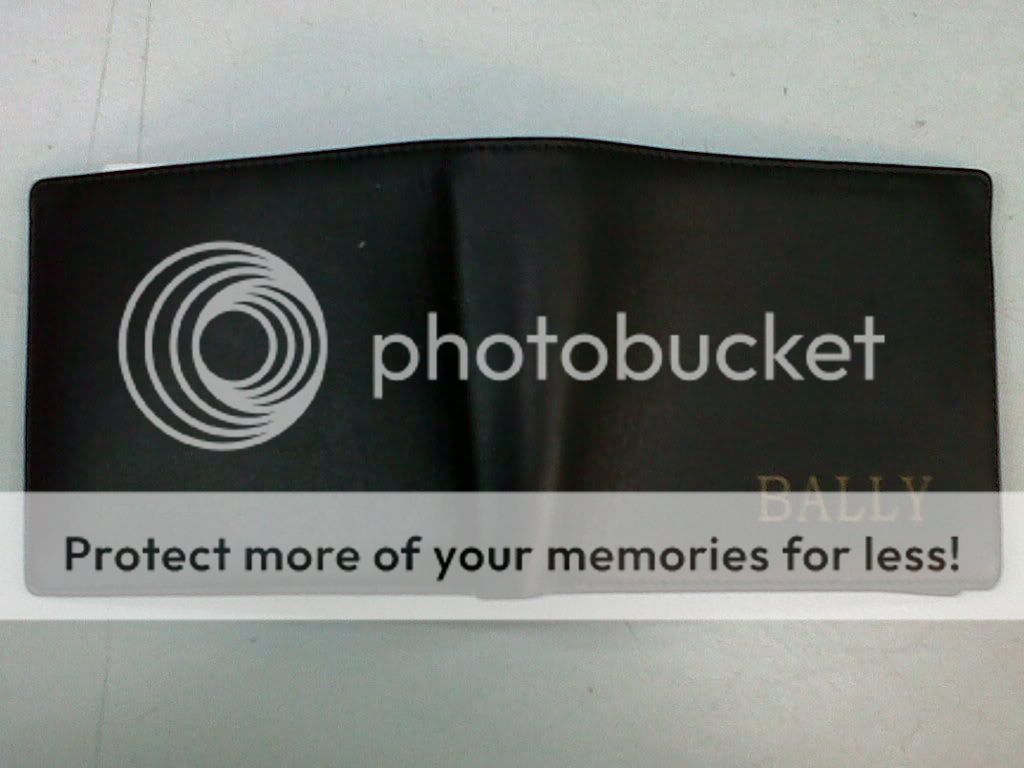 photobucket
BALLY
Protect more of your memories for less!